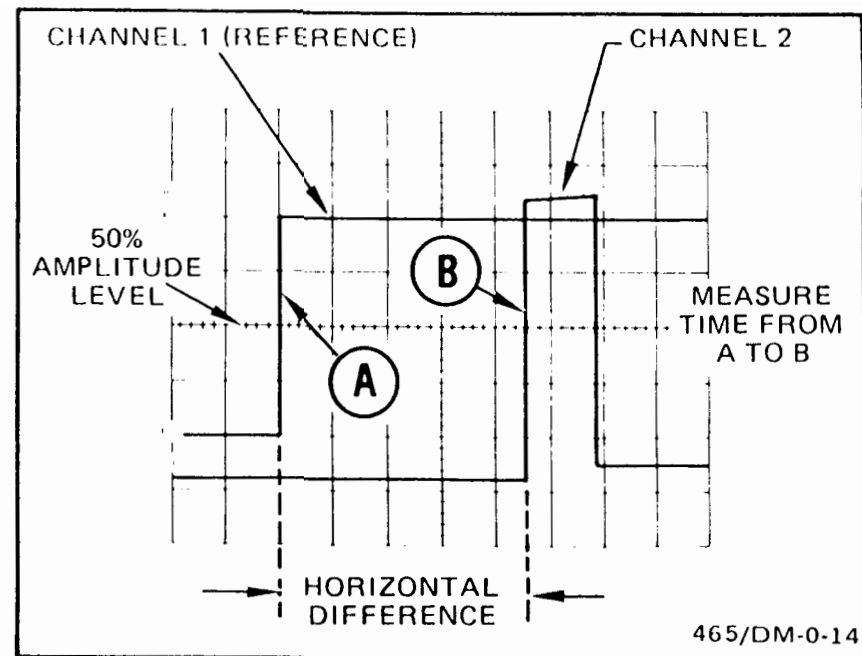 CHANNEL 1 (REFERENCE)
CHANNEL 2
50%
AMPLITUDE
LEVEL
B
MEASURE
TIME FROM
A TO B
A
HORIZONTAL
DIFFERENCE
465/DM-0-14